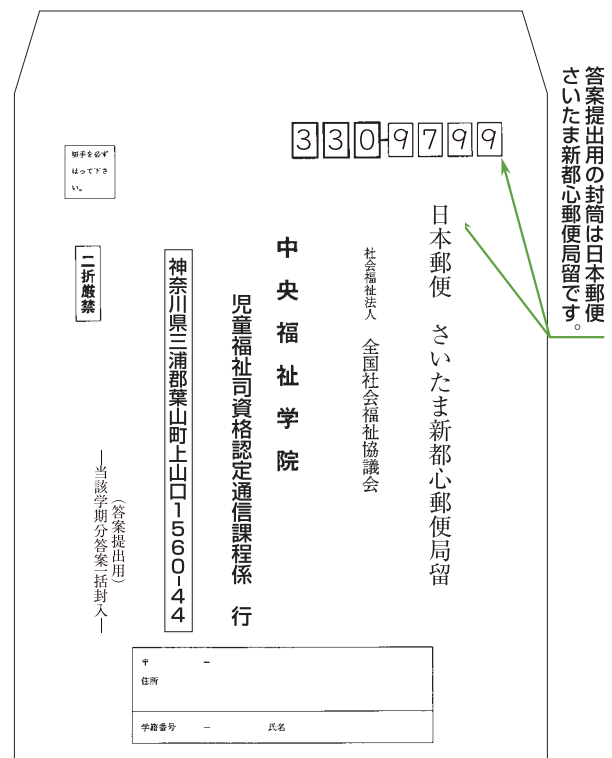 答案提出用の封筒は日本郵便
さいたま新都心郵便局留です。
330-9799
日本郵便 さいたま新都心郵便局留
社会福祉法人 全国社会福祉協議会
中央福祉学院
児童福祉司資格認定通信課程係 行
神奈川県三浦郡葉山町上山口1560-44
(答案提出用)
―当該学期分答案一括封入―
切手を必ず
はって下さ
い。
二折厳禁
〒 -
住所
学籍番号 - 氏名